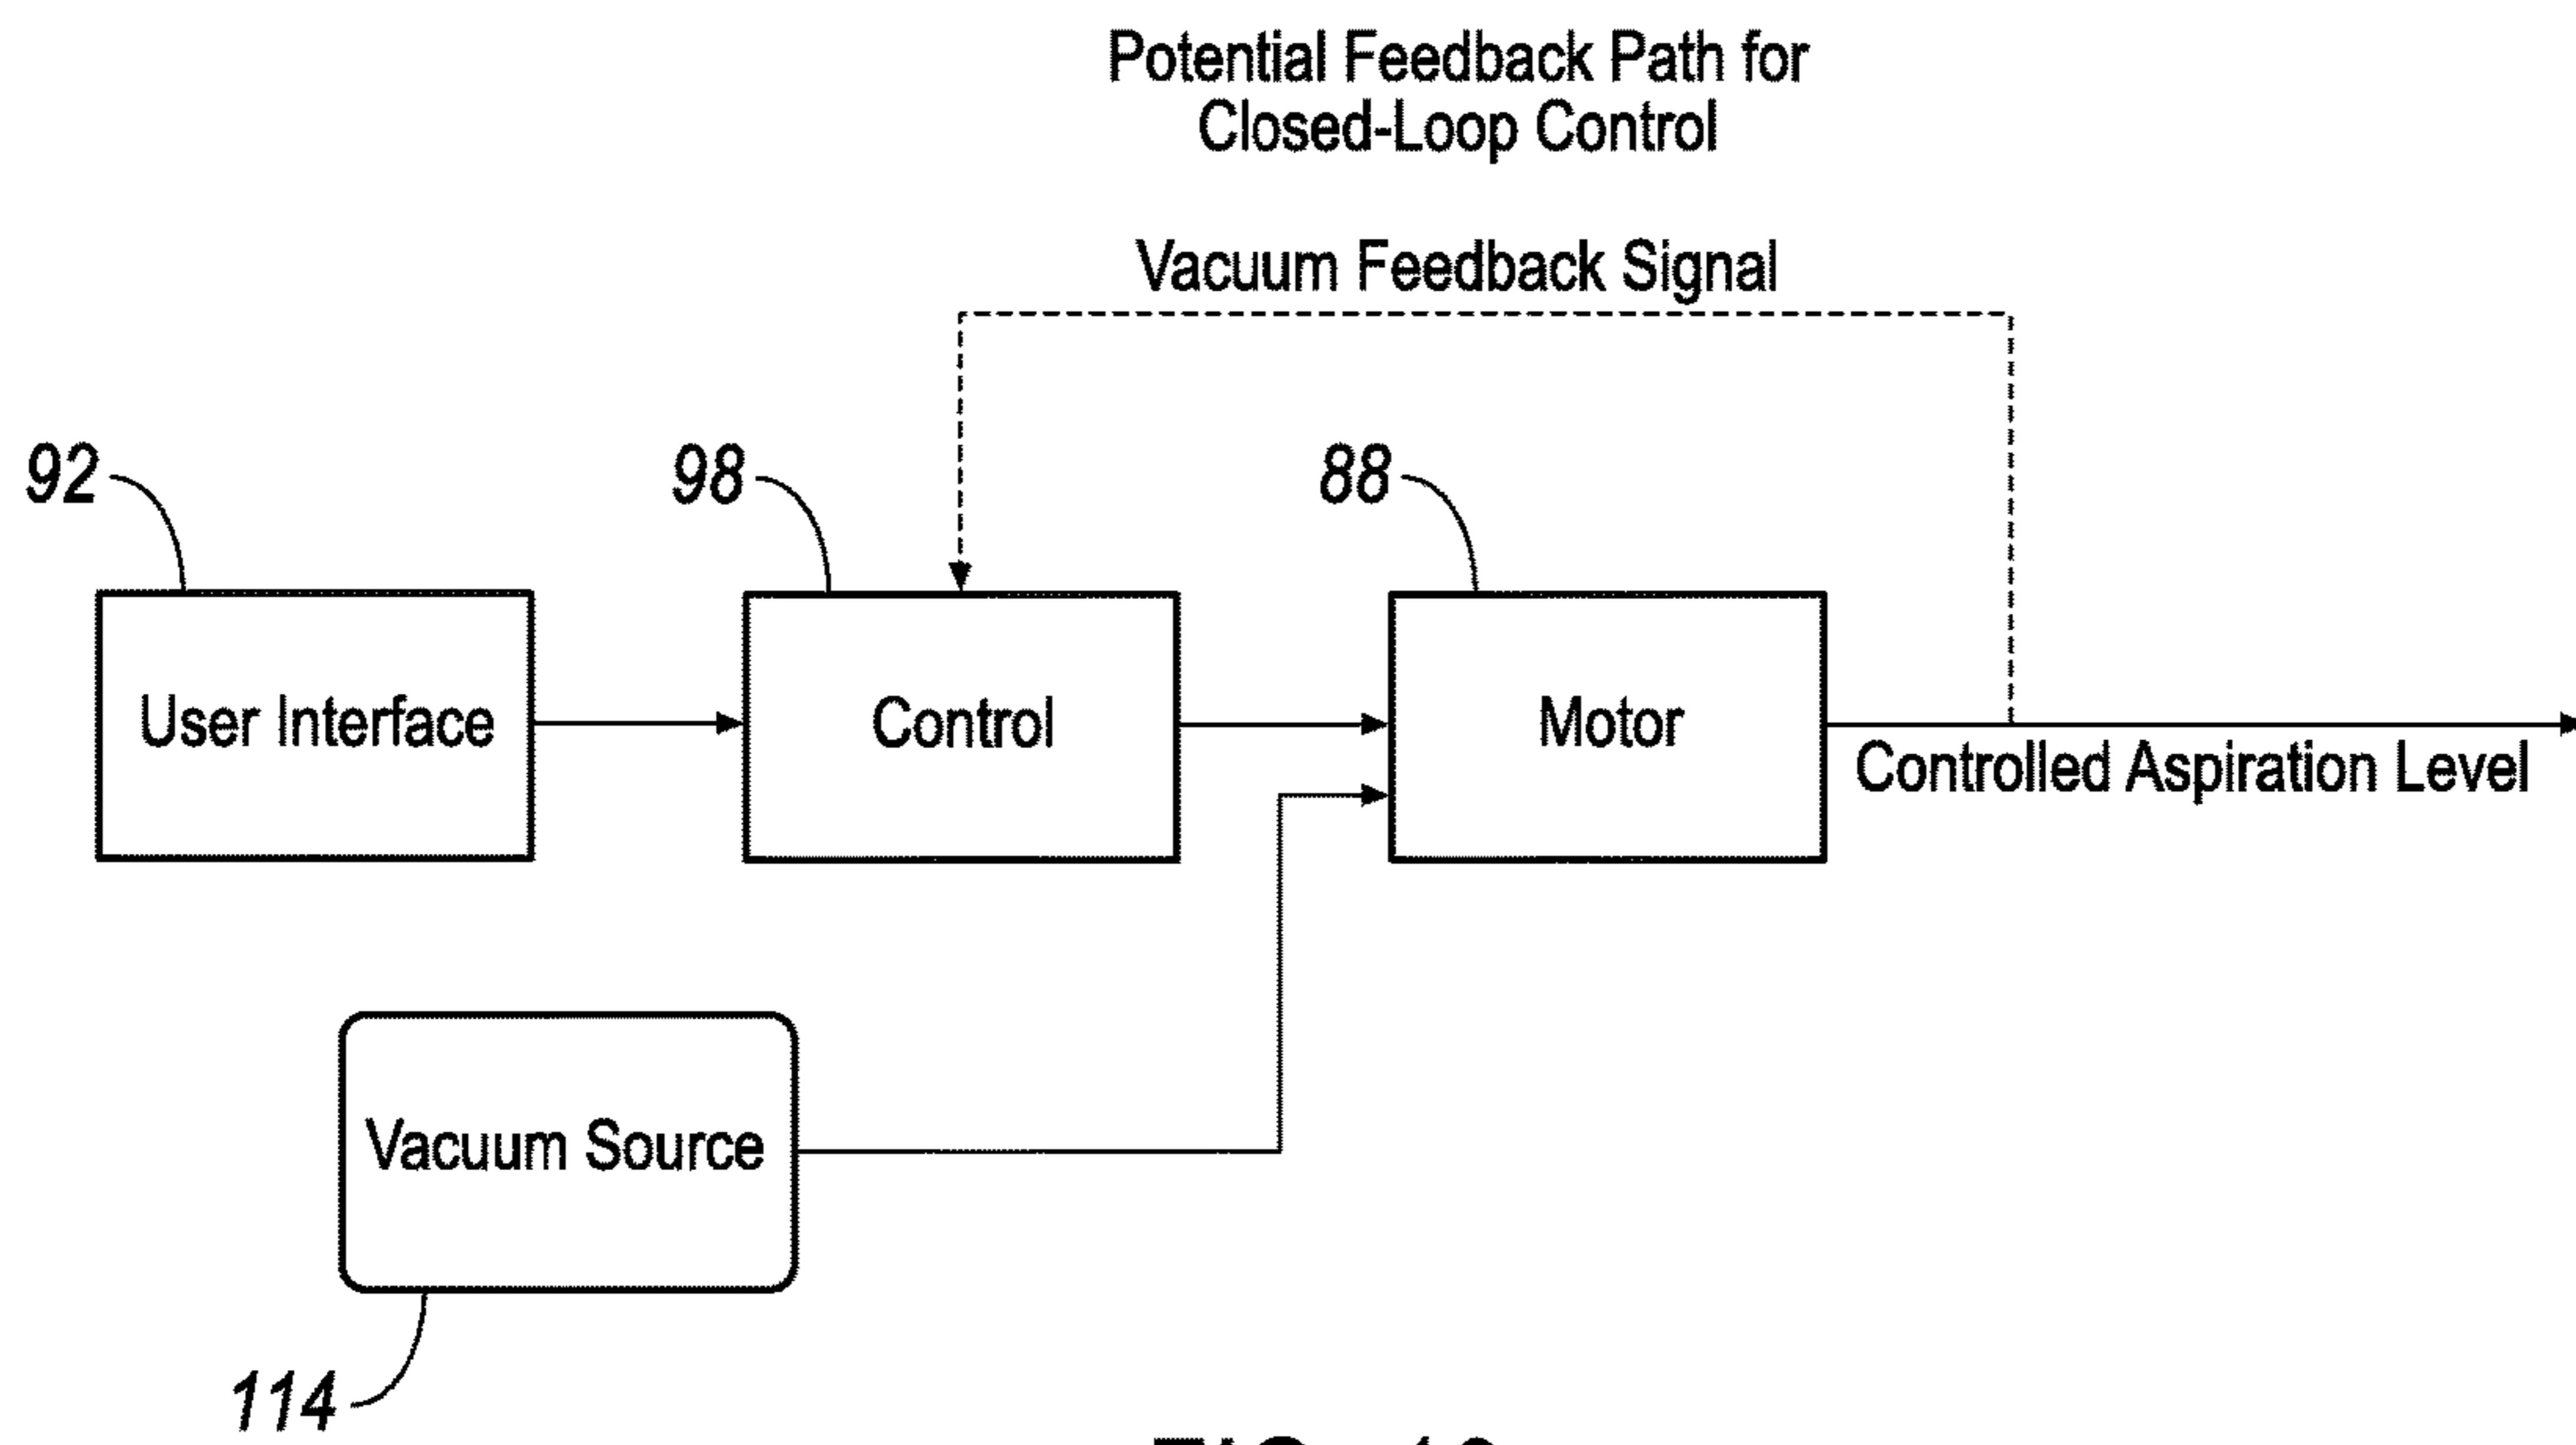 Potential Feedback Path for
Closed-Loop Control
Vacuum Feedback Signal
92
98
88
User Interface
Control
Motor
Controlled Aspiration Level
Vacuum Source
114